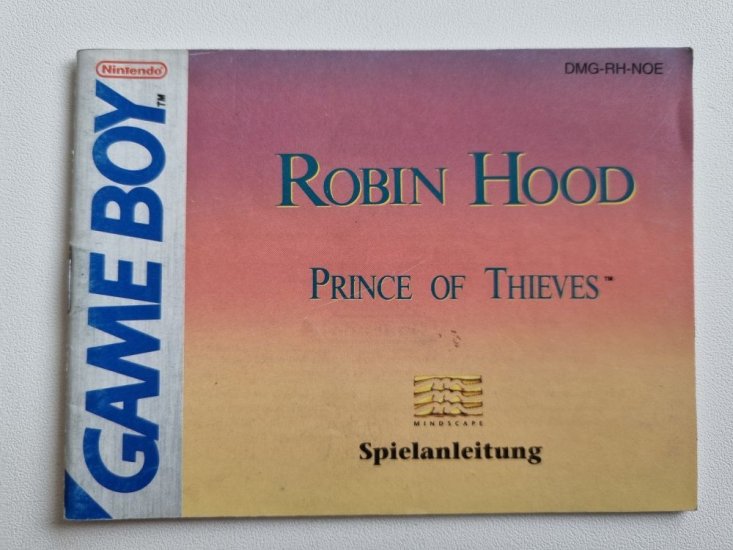 Nintendo
GAME BOY™
DMG-RH-NOE
ROBIN HOOD
PRINCE OF THIEVES™
MINDSCAPE
Spielanleitung